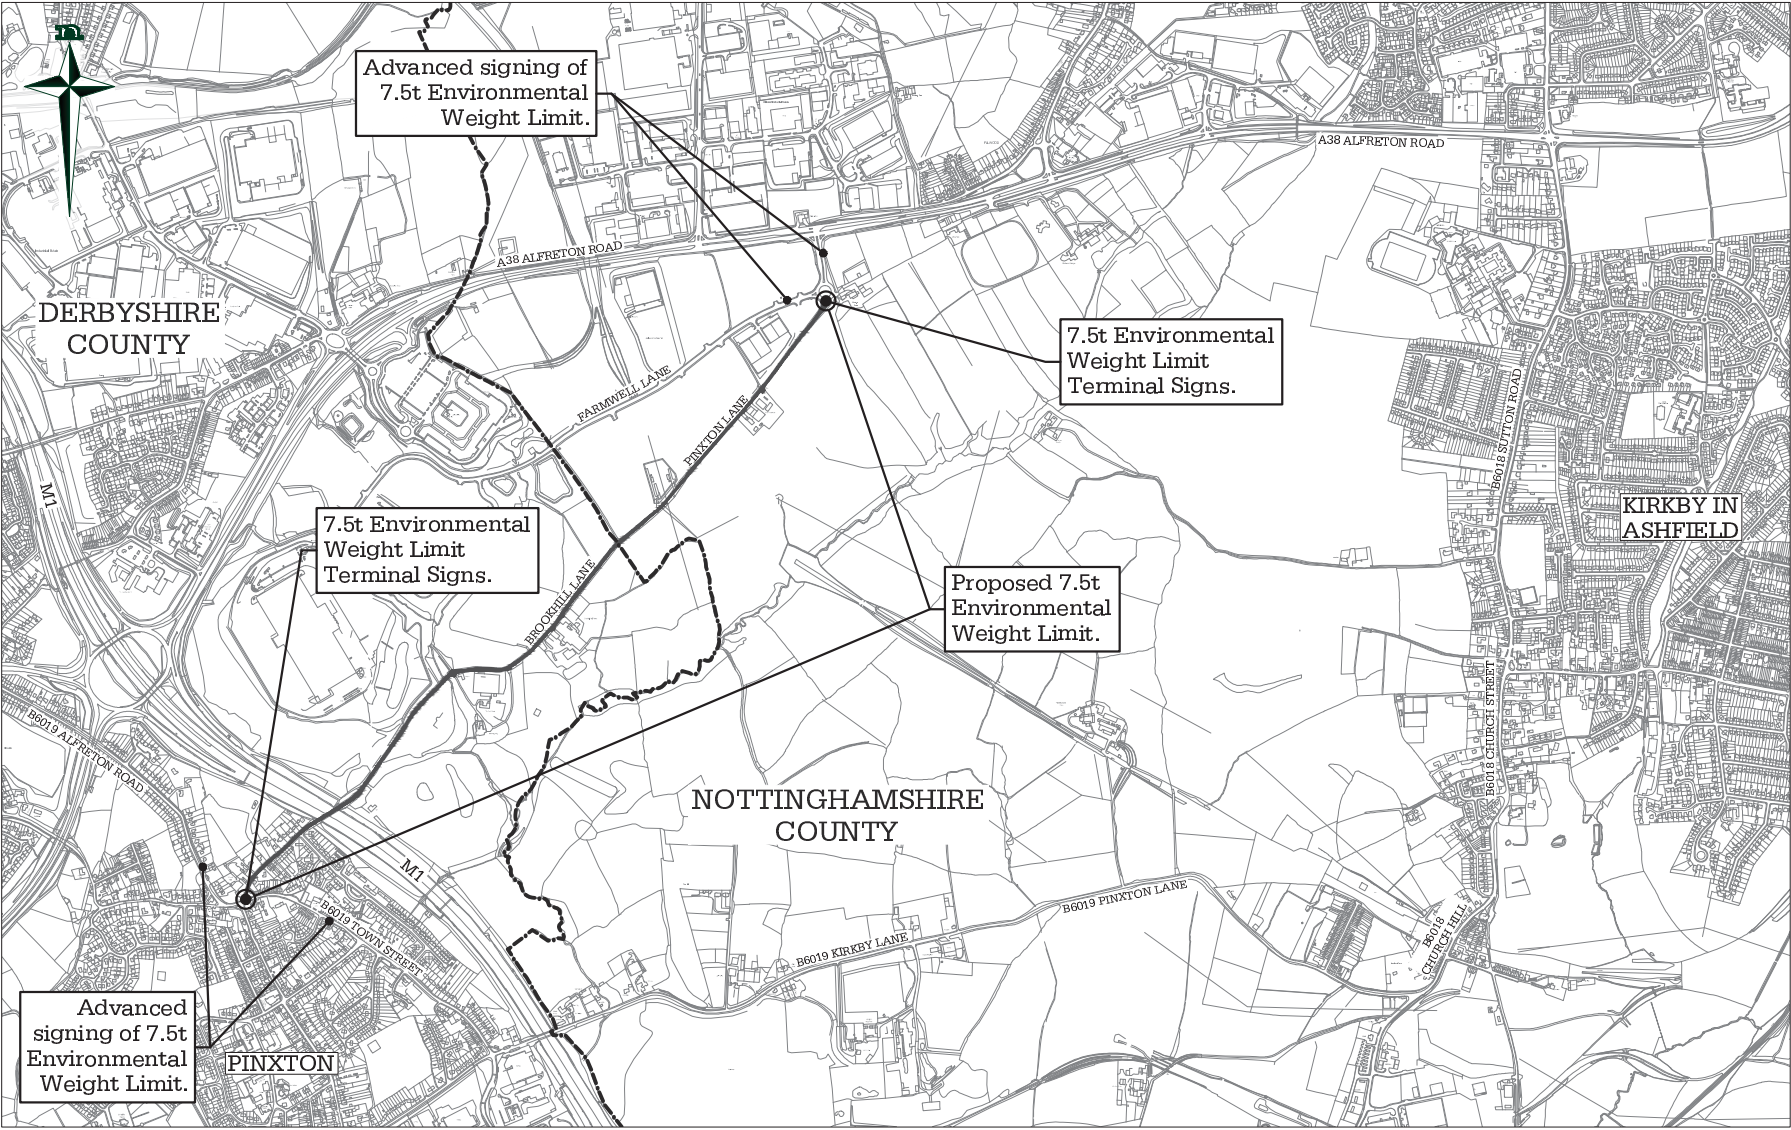 n
Advanced signing of
7.5t Environmental
Weight Limit.
A38 ALFRETON ROAD
A38 ALFRETON ROAD
DERBYSHIRE
COUNTY
7.5t Environmental
Weight Limit
Terminal Signs.
FARMWELL LANE
PINXTON LANE
B6018 SUTTON ROAD
M1
KIRKBY IN
ASHFIELD
7.5t Environmental
Weight Limit
Terminal Signs.
BROOKHILL LANE
Proposed 7.5t
Environmental
Weight Limit.
B6018 CHURCH STREET
B6019 ALFRETON ROAD
NOTTINGHAMSHIRE
COUNTY
M1
B6019 PINXTON LANE
B6019 TOWN STREET
B6019 KIRKBY LANE
B6018
CHURCH HILL
Advanced
signing of 7.5t
Environmental
Weight Limit.
PINXTON